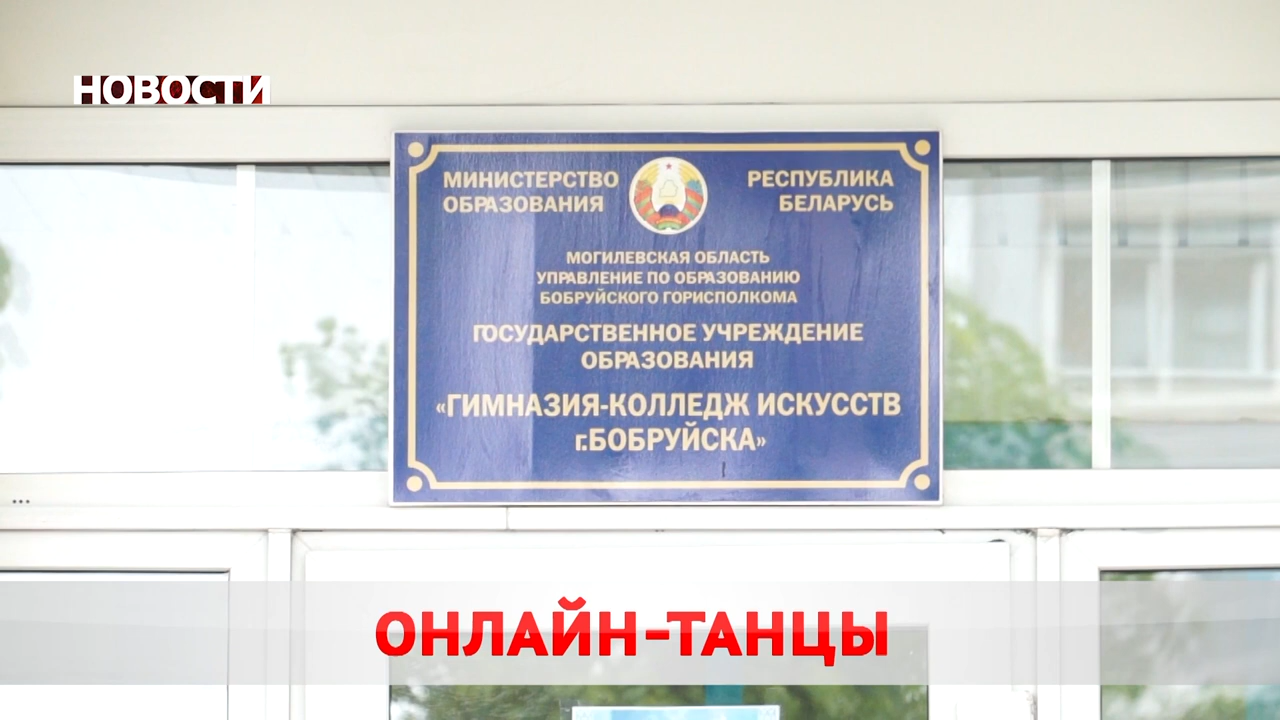 НОВОСТИ
МИНИСТЕРСТВО
ОБРАЗОВАНИЯ
РЕСПУБЛИКА
БЕЛАРУСЬ
МОГИЛЕВСКАЯ ОБЛАСТЬ
УПРАВЛЕНИЕ ПО ОБРАЗОВАНИЮ
БОБРУЙСКОГО ГОРИСПОЛКОМА
ГОСУДАРСТВЕННОЕ УЧРЕЖДЕНИЕ
ОБРАЗОВАНИЯ
«ГИМНАЗИЯ-КОЛЛЕДЖ ИСКУССТВ
г.БОБРУЙСКА»
ОНЛАЙН-ТАНЦЫ